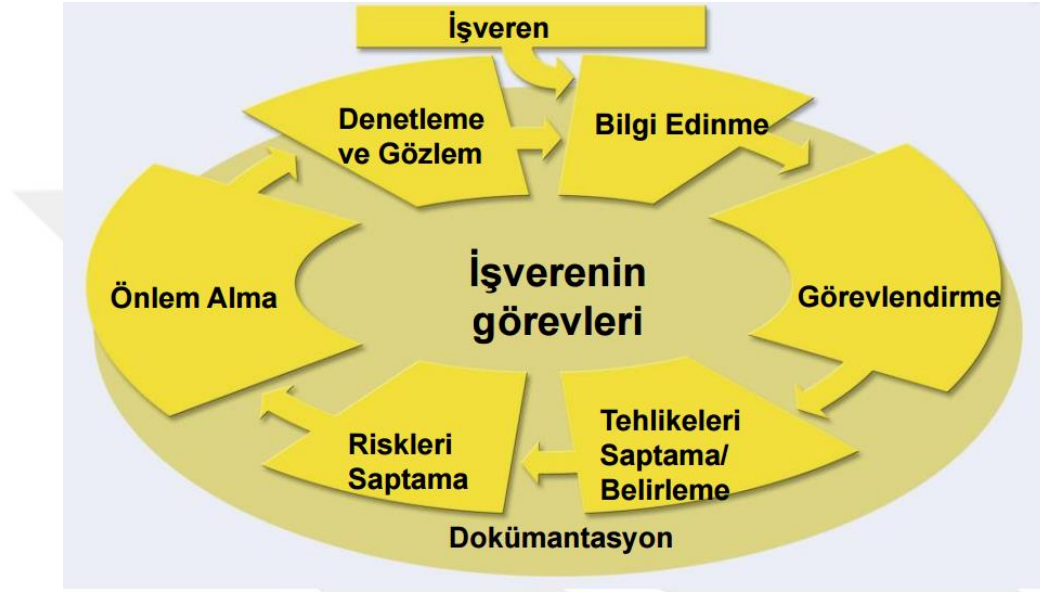 İşveren
Denetleme
ve Gözlem
Bilgi Edinme
Önlem Alma
İşverenin
görevleri
Görevlendirme
Riskleri
Saptama
Tehlikeleri
Saptama/
Belirleme
Dokümantasyon